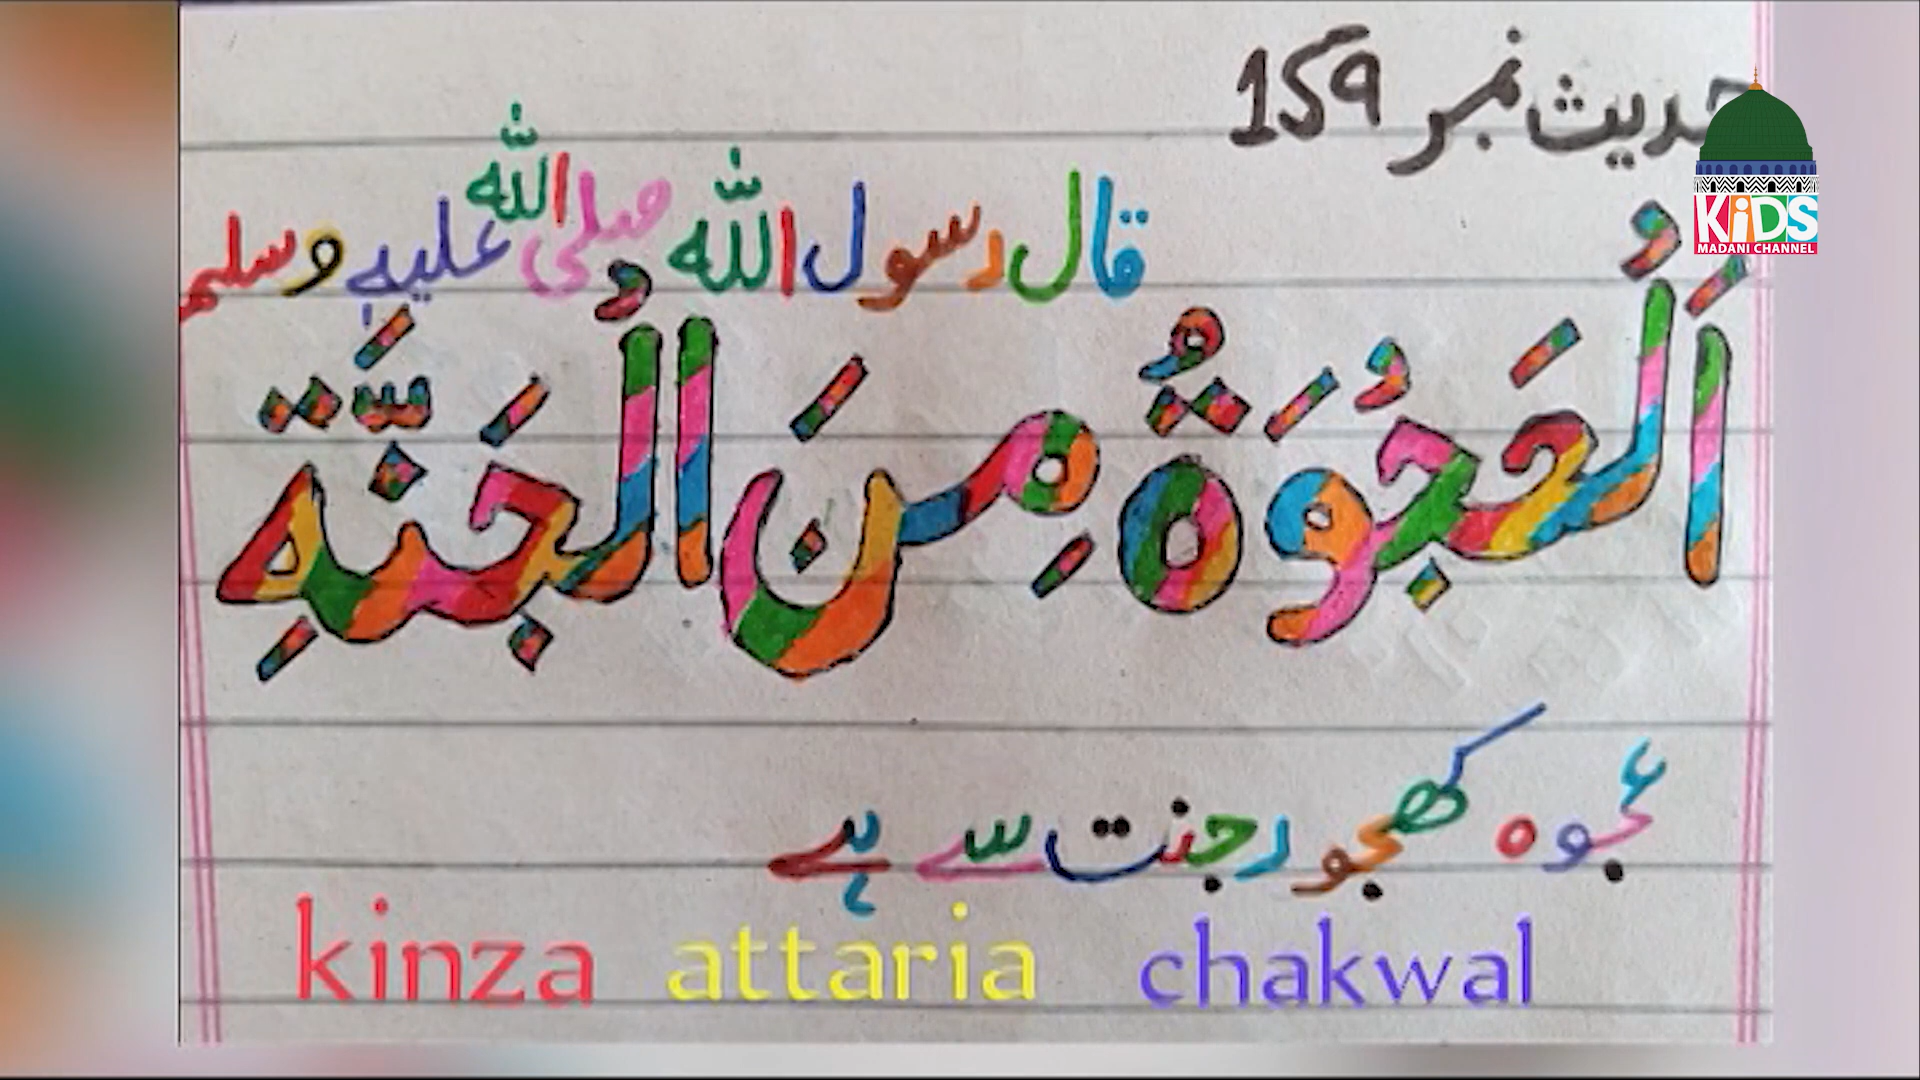 حدیث نمبر 159
قال رسول اللہ صلی اللہ علیہ وسلم
اَلْحَجْوَةُ مِنَ الْجَنَّةِ
عجوہ کھجور جنت سے ہے
kinza attaria chakwal
KiDS
MADANI CHANNEL